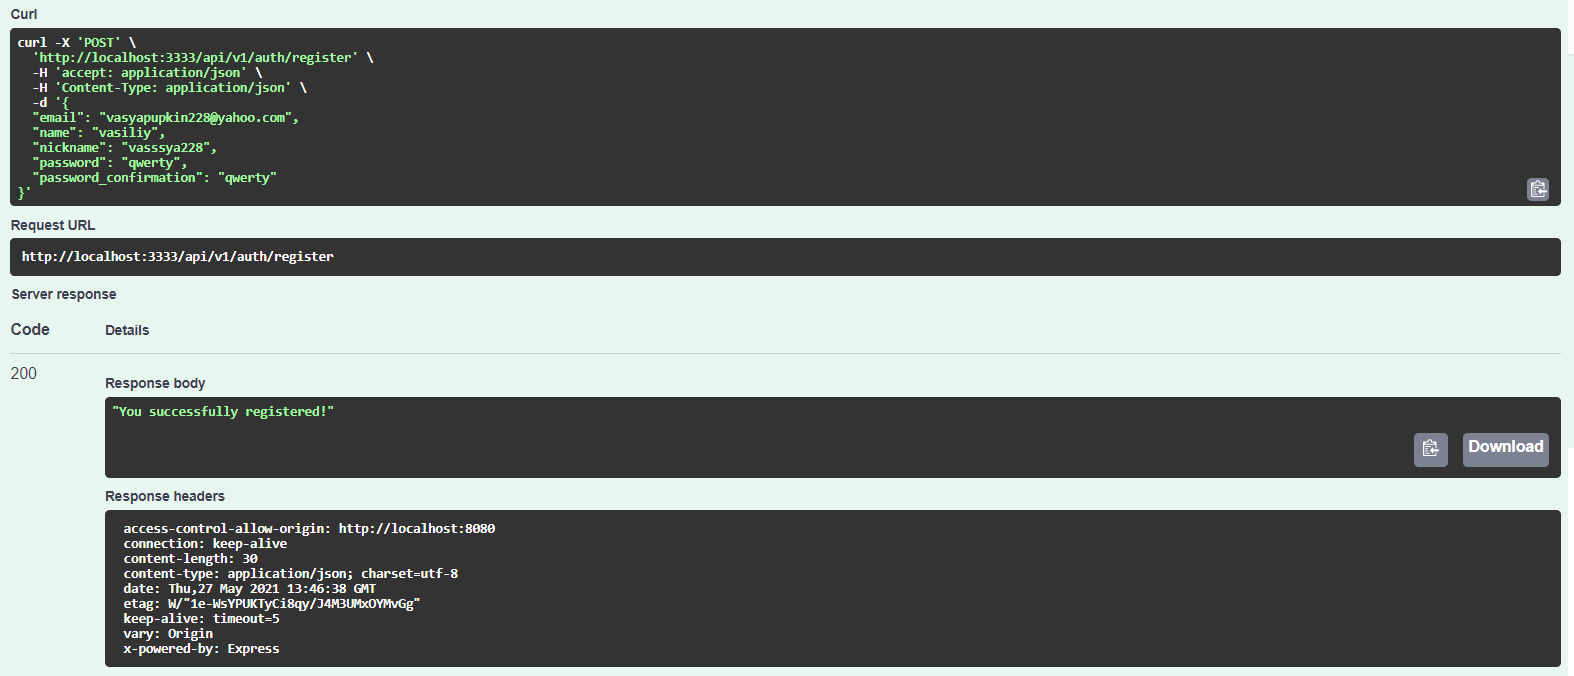 Curl
curl -X 'POST' \
'http://localhost:3333/api/v1/auth/register' \
-H 'accept: application/json' \
-H 'Content-Type: application/json' \
-d '{
"email": "vasyapupkin228@yahoo.com",
"name": "vasiliy",
"nickname": "vasssya228",
"password": "qwerty",
"password_confirmation": "qwerty"
}'
Request URL
http://localhost:3333/api/v1/auth/register
Server response
Code Details
200
Response body
"You successfully registered!"
Download
Response headers
access-control-allow-origin: http://localhost:8080
connection: keep-alive
content-length: 30
content-type: application/json; charset=utf-8
date: Thu,27 May 2021 13:46:38 GMT
etag: W/"1e-WsYPUKTyCi8qy/J4M3UMxOYMvGg"
keep-alive: timeout=5
vary: Origin
x-powered-by: Express